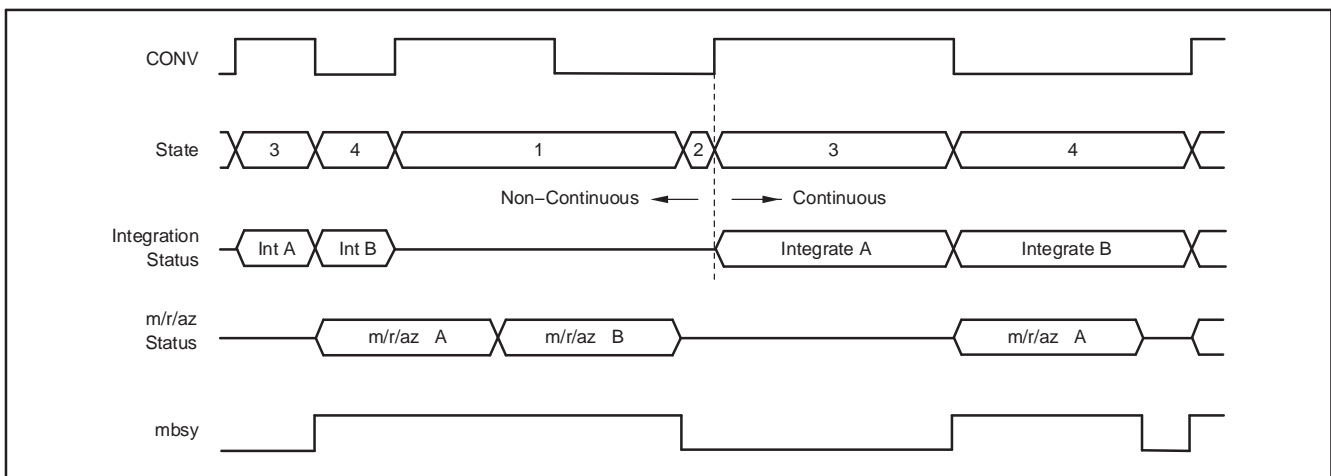 CONV
State
3
4
1
2
3
4
Non−Continuous
Continuous
Integration
Status
Int A
Int B
Integrate A
Integrate B
m/r/az
Status
m/r/az A
m/r/az B
m/r/az A
mbsy